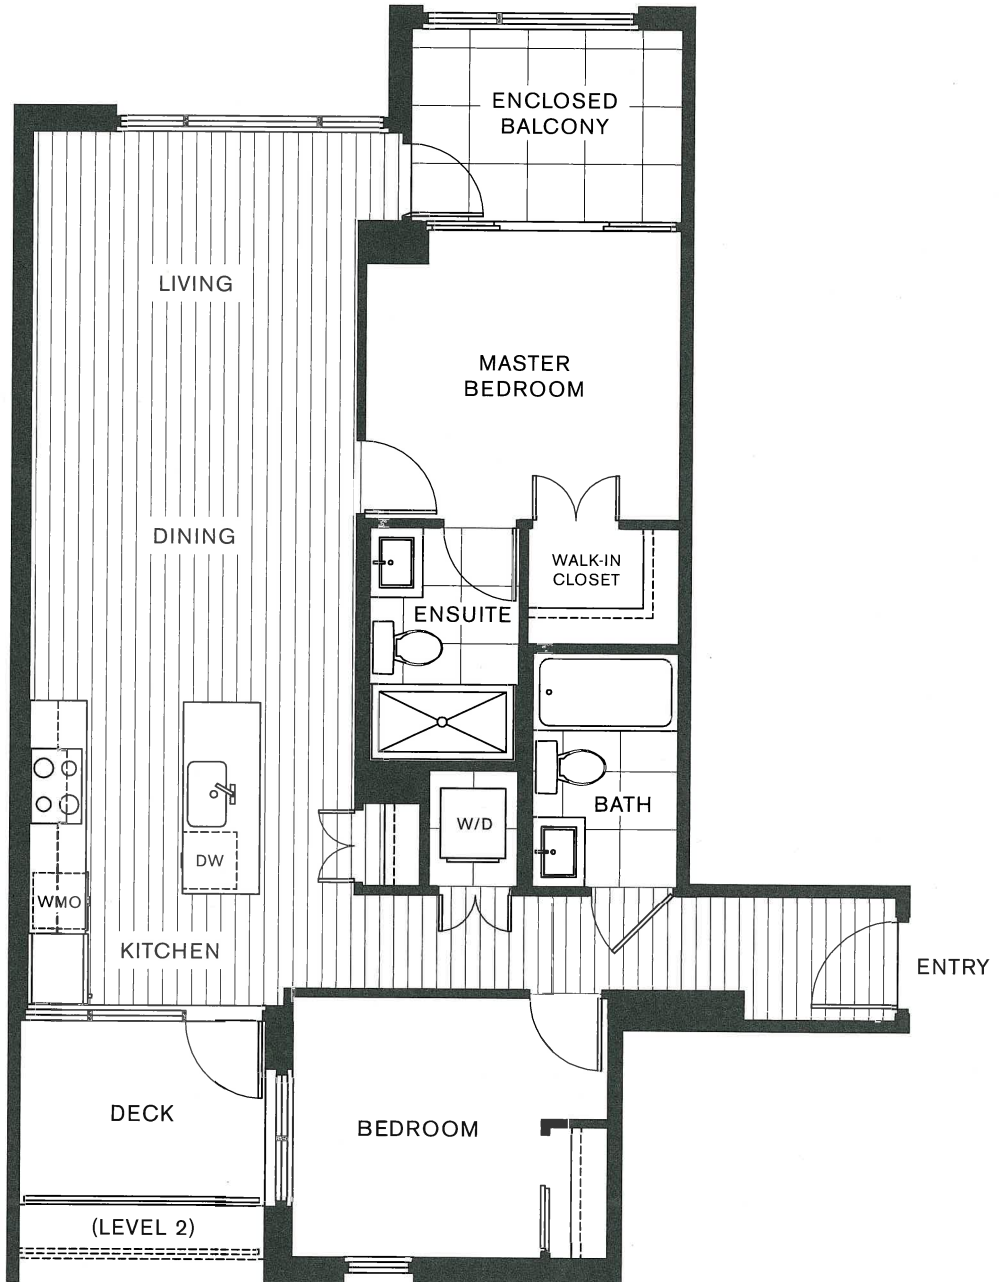 ENCLOSED
BALCONY
LIVING
MASTER
BEDROOM
DINING
WALK-IN
CLOSET
ENSUITE
BATH
W/D
DW
WMO
KITCHEN
ENTRY
DECK
BEDROOM
(LEVEL 2)